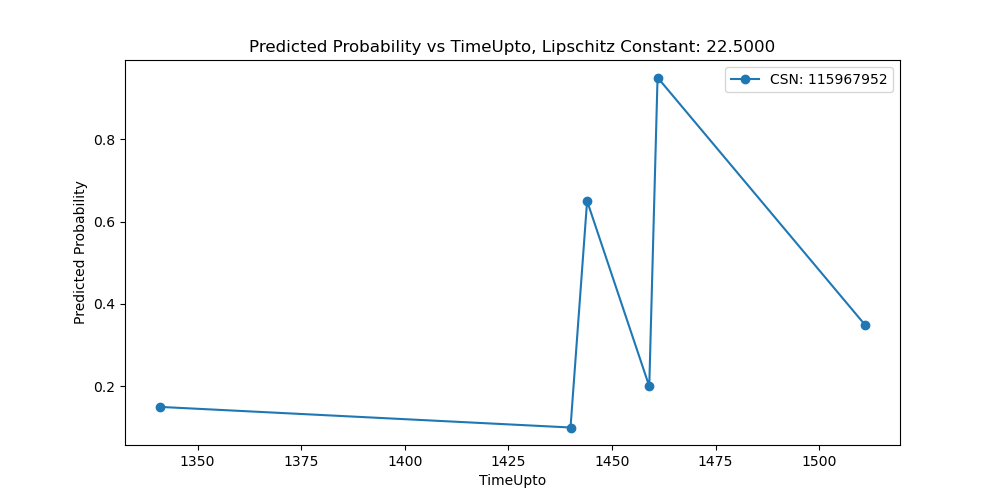 Predicted Probability vs TimeUpto, Lipschitz Constant: 22.5000
CSN: 115967952
Predicted Probability
0.8
0.6
0.4
0.2
1350 1375 1400 1425 1450 1475 1500
TimeUpto